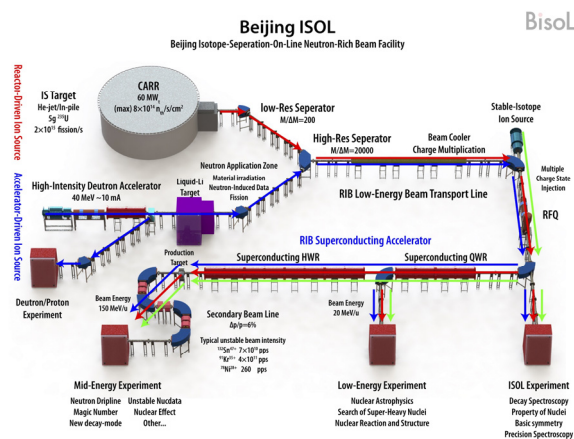 Beijing ISOL
BisoL
Beijing Isotope-Seperation-On-Line Neutron-Rich Beam Facility
Reactor-Driven Ion Source
IS Target
He-jet/In-pile
5g ²³⁵U
2×10¹⁵ fission/s
CARR
60 MW,
(max) 8×10¹⁴ nₜₕ/s/cm²
low-Res Seperator
M/ΔM=200
High-Res Seperator
M/ΔM=20000
Beam Cooler
Charge Multiplication
Stable-Isotope
Ion Source
Multiple
Charge State
Injection
RFQ
RIB Low-Energy Beam Transport Line
Accelerator-Driven Ion Source
High-Intensity Deutron Accelerator
40 MeV ~10 mA
Liquid-Li
Target
Neutron Application Zone
Material irradiation
Neutron-Induced Data
Fission
RIB Superconducting Accelerator
Deutron/Proton
Experiment
Production
Target
Superconducting HWR
Superconducting QWR
Beam Energy
150 MeV/u
Beam Energy
20 MeV/u
Secondary Beam Line
Δp/p=6%
Typical unstable beam intensity
¹³²Sn⁴⁷⁺ 7×10¹⁰ pps
⁹¹Kr³⁵⁺ 4×10¹¹ pps
⁷⁸Ni²⁸⁺ 260 pps
Mid-Energy Experiment
Neutron Dripline
Magic Number
New decay-mode
Unstable Nucdata
Nuclear Effect
Other...
Low-Energy Experiment
Nuclear Astrophysics
Search of Super-Heavy Nuclei
Nuclear Reaction and Structure
ISOL Experiment
Decay Spectroscopy
Property of Nuclei
Basic symmetry
Precision Spectroscopy